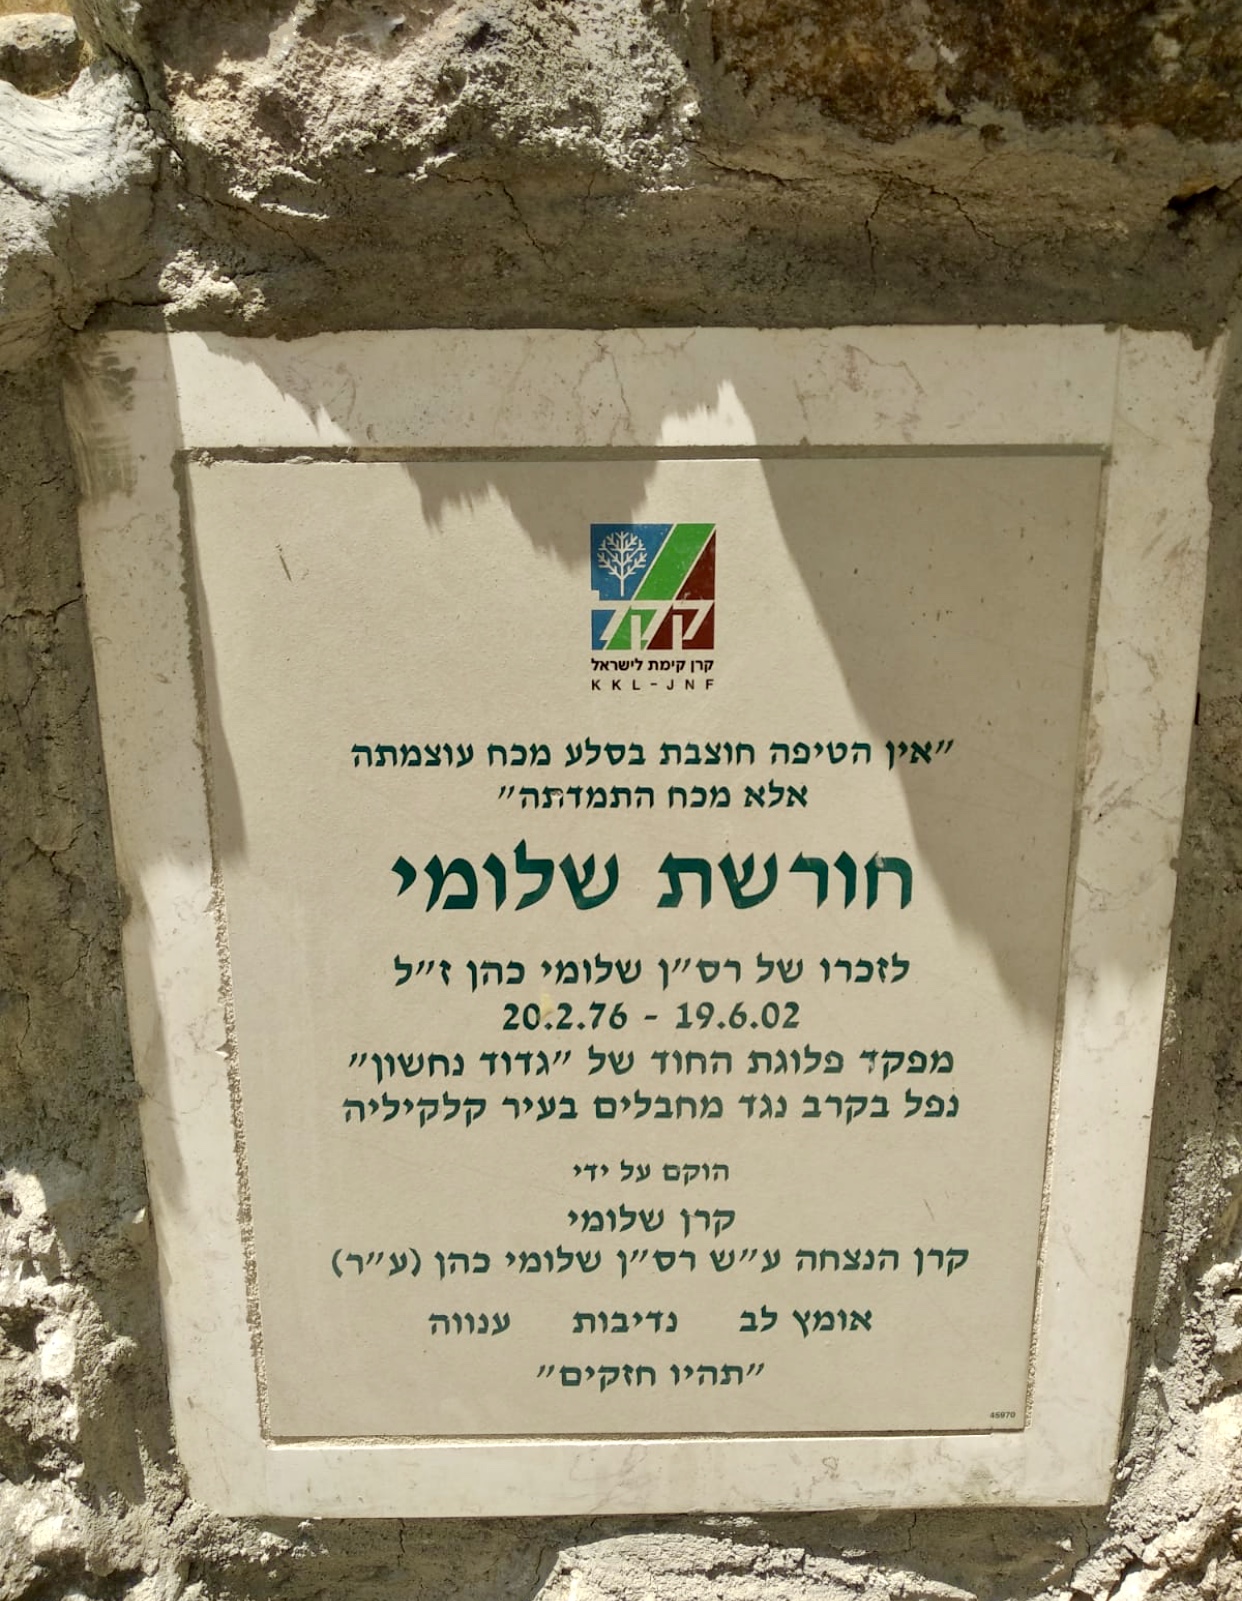 קקל
קרן קימת לישראל
KKL-JNF
"אין הטיפה חוצבת בסלע מכח עוצמתה
אלא מכח התמדתה"
חורשת שלומי
לזכרו של רס"ן שלומי כהן ז"ל
20.2.76 - 19.6.02
מפקד פלוגת החוד של "גדוד נחשון"
נפל בקרב נגד מחבלים בעיר קלקיליה
הוקם על ידי
קרן שלומי
קרן הנצחה ע"ש רס"ן שלומי כהן (ע"ר)
אומץ לב נדיבות ענווה
"תהיו חזקים"
45970